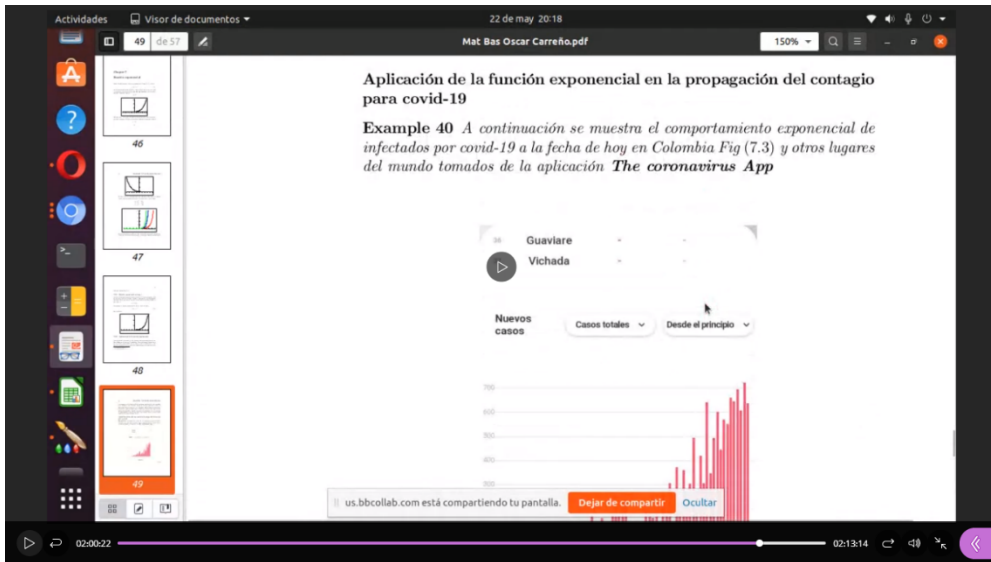 Actividades
Visor de documentos
22 de may 20:18
49 de 57
Mat Bas Oscar Carreño.pdf
150%
46
47
48
49
Aplicación de la función exponencial en la propagación del contagio
para covid-19
Example 40 A continuación se muestra el comportamiento exponencial de
infectados por covid-19 a la fecha de hoy en Colombia Fig (7.3) y otros lugares
del mundo tomados de la aplicación The coronavirus App
Guaviare - -
Vichada - -
Nuevos
casos
Casos totales
Desde el principio
700
600
500
400
300
us.bbcollab.com está compartiendo tu pantalla.
Dejar de compartir
Ocultar
02:00:22
02:13:14